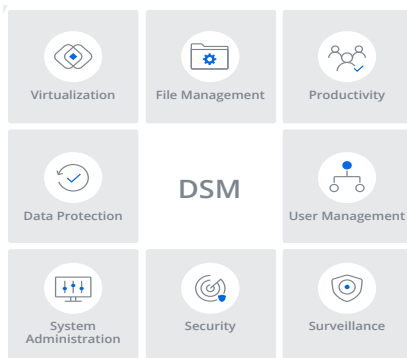 Virtualization
File Management
Productivity
Data Protection
DSM
User Management
System
Administration
Security
Surveillance